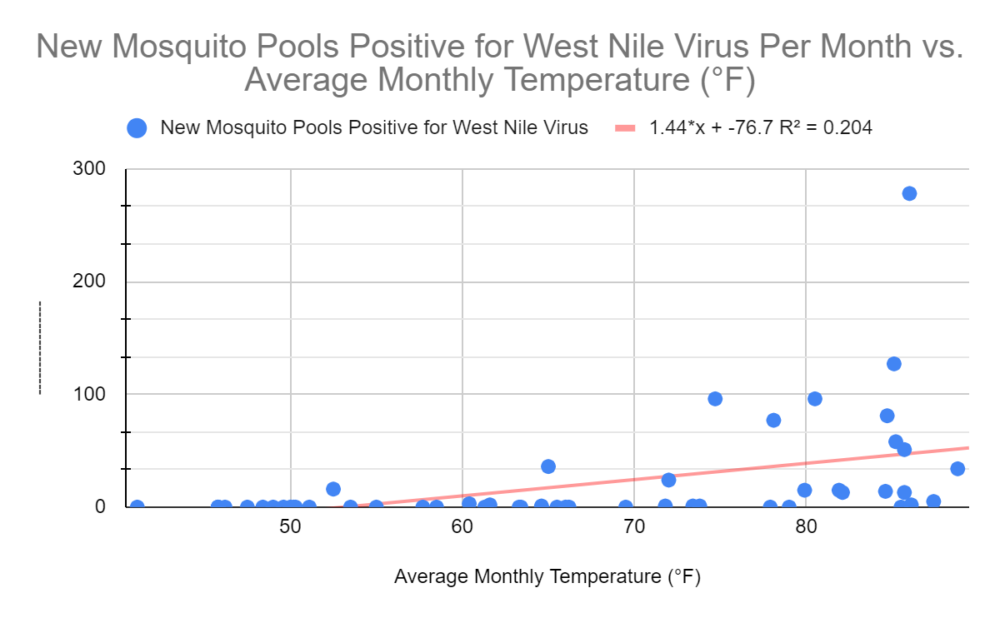 New Mosquito Pools Positive for West Nile Virus Per Month vs.
Average Monthly Temperature (°F)
New Mosquito Pools Positive for West Nile Virus 1.44*x + -76.7 R² = 0.204
300
200
100
0
50 60 70 80
Average Monthly Temperature (°F)